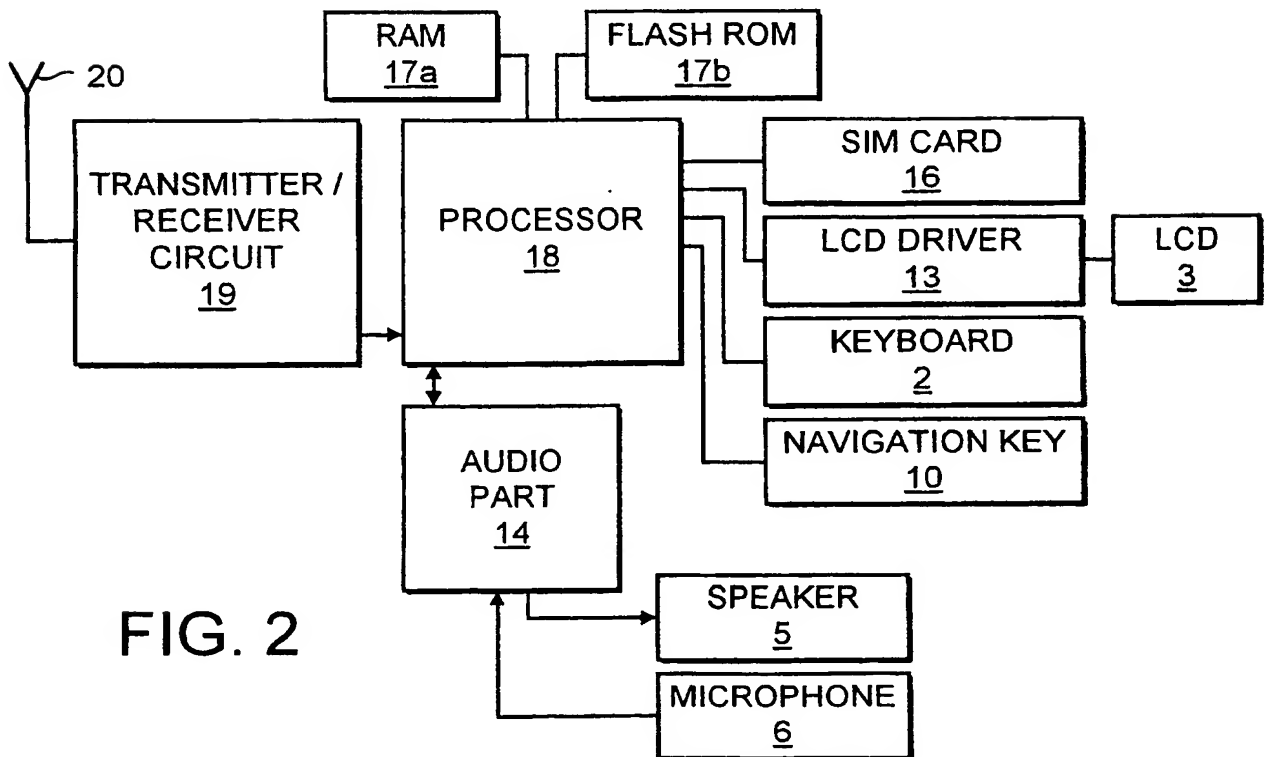 RAM
17a
FLASH ROM
17b
20
TRANSMITTER /
RECEIVER
CIRCUIT
19
PROCESSOR
18
SIM CARD
16
LCD DRIVER
13
LCD
3
KEYBOARD
2
NAVIGATION KEY
10
AUDIO
PART
14
SPEAKER
5
MICROPHONE
6
FIG. 2